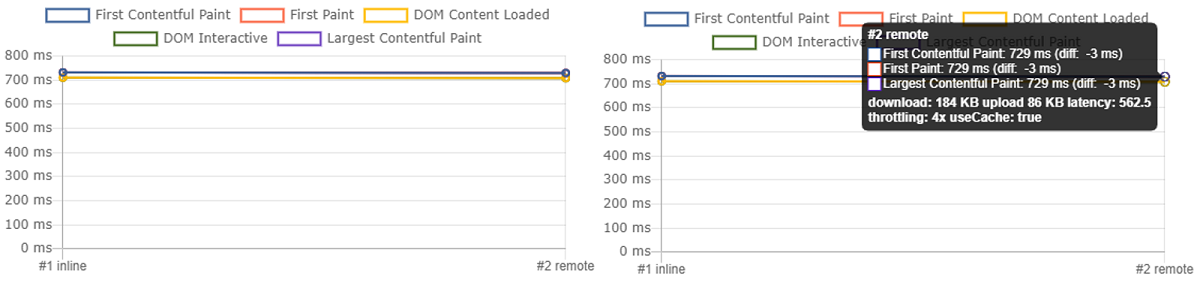 First Contentful Paint First Paint DOM Content Loaded
DOM Interactive Largest Contentful Paint
800 ms
700 ms
600 ms
500 ms
400 ms
300 ms
200 ms
100 ms
0 ms
#1 inline #2 remote
First Contentful Paint First Paint DOM Content Loaded
DOM Interactive Largest Contentful Paint
#2 remote
First Contentful Paint: 729 ms (diff: -3 ms)
First Paint: 729 ms (diff: -3 ms)
Largest Contentful Paint: 729 ms (diff: -3 ms)
download: 184 KB upload 86 KB latency: 562.5
throttling: 4x useCache: true
800 ms
700 ms
600 ms
500 ms
400 ms
300 ms
200 ms
100 ms
0 ms
#1 inline #2 remote